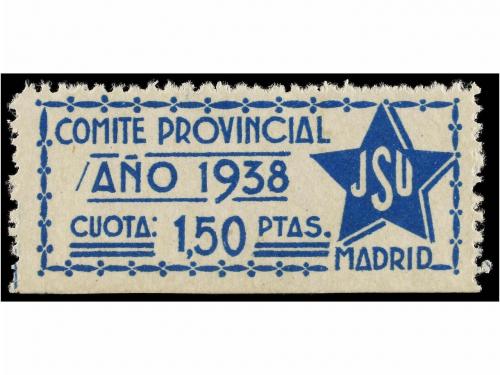 COMITE PROVINCIAL
AÑO 1938
CUOTA: 1,50 PTAS.
JSU
MADRID